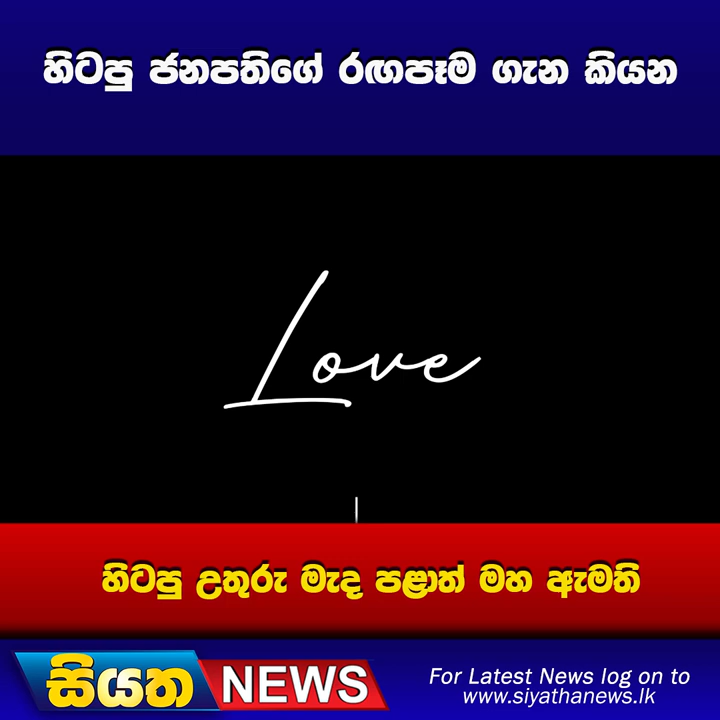 හිටපු ජනපතිගේ රඟපෑම ගැන කියන
Love
හිටපු උතුරු මැද පළාත් මහ ඇමති
සියත NEWS
For Latest News log on to
www.siyathanews.lk